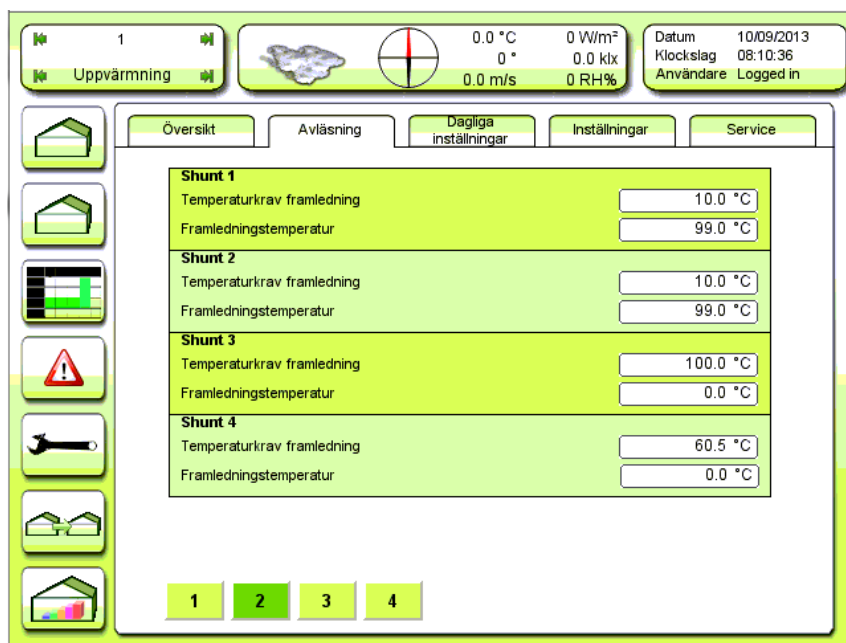 1
Uppvärmning
0.0 °C
0 W/m²
0 °
0.0 klx
0.0 m/s
0 RH%
Datum 10/09/2013
Klockslag 08:10:36
Användare Logged in
Översikt
Avläsning
Dagliga
inställningar
Inställningar
Service
Shunt 1
Temperaturkrav framledning 10.0 °C
Framledningstemperatur 99.0 °C
Shunt 2
Temperaturkrav framledning 10.0 °C
Framledningstemperatur 99.0 °C
Shunt 3
Temperaturkrav framledning 100.0 °C
Framledningstemperatur 0.0 °C
Shunt 4
Temperaturkrav framledning 60.5 °C
Framledningstemperatur 0.0 °C
1 2 3 4